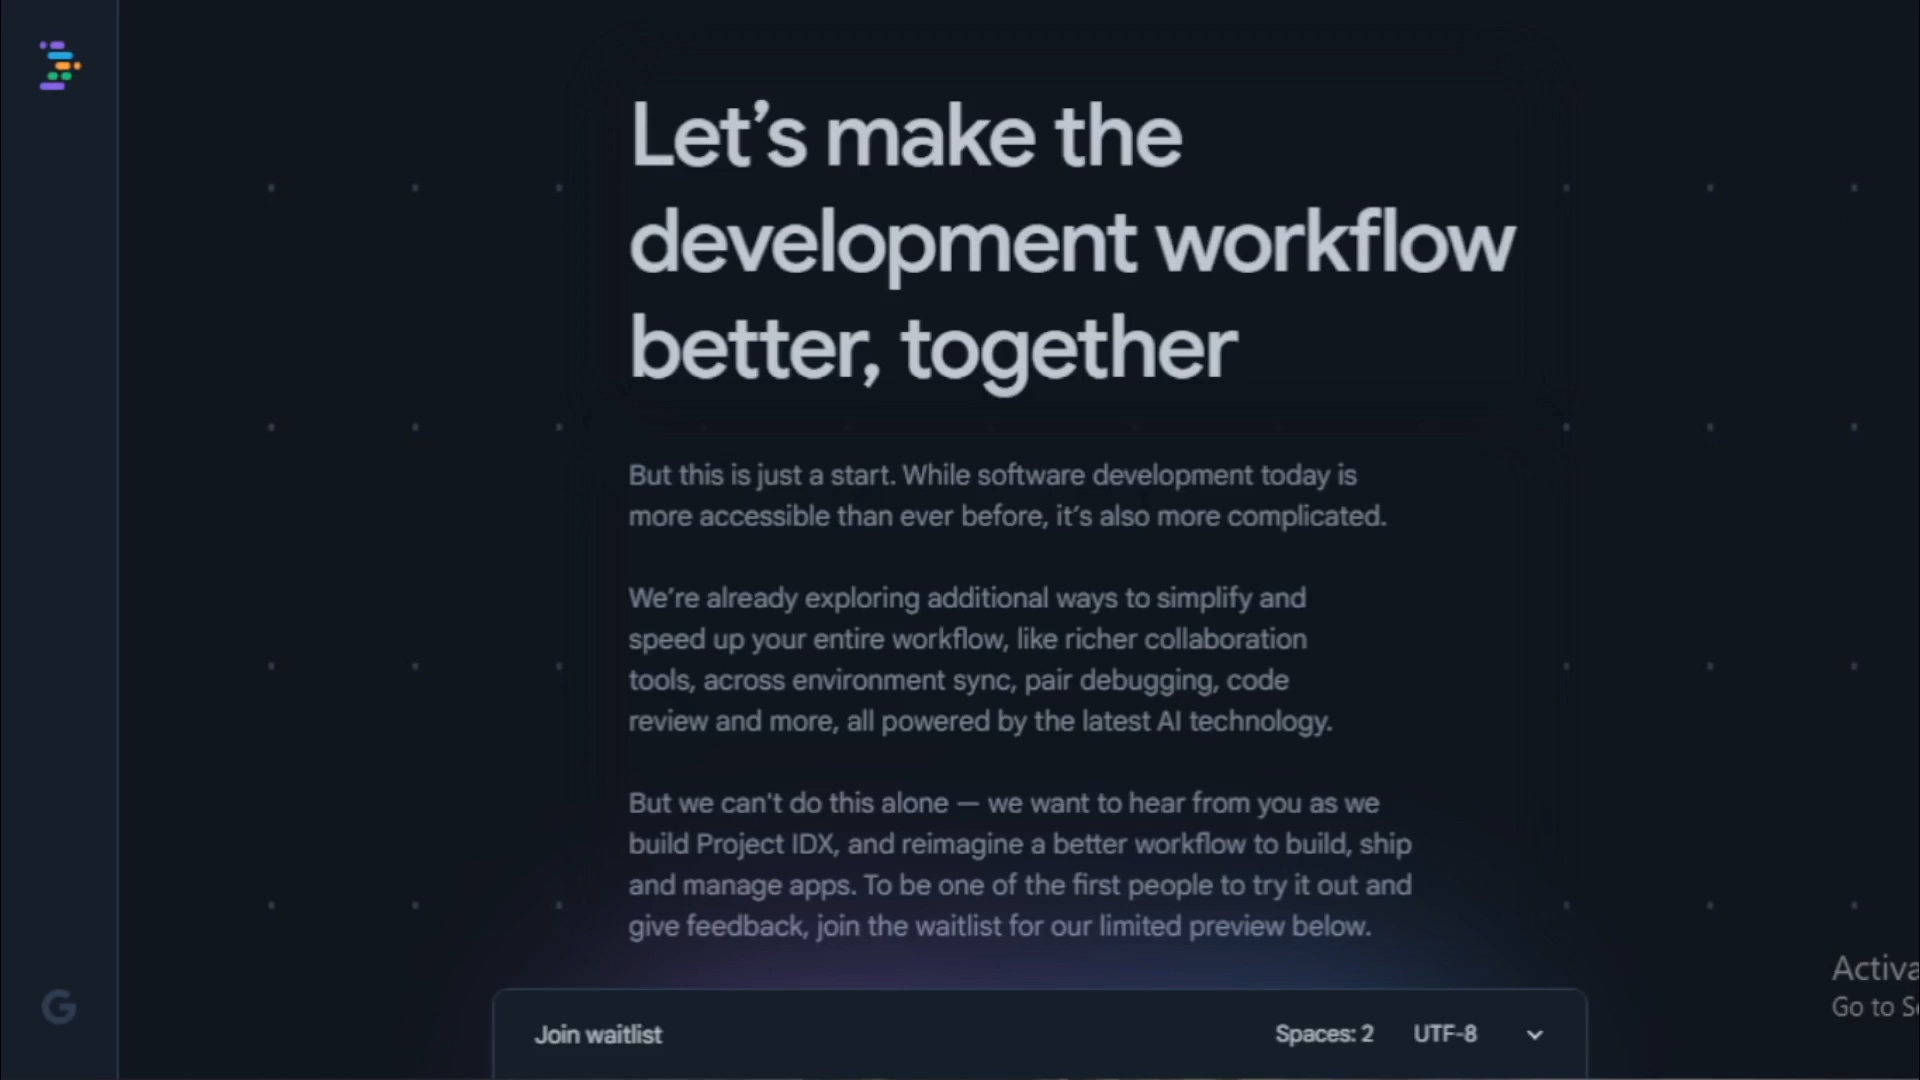 Let’s make the
development workflow
better, together
But this is just a start. While software development today is
more accessible than ever before, it’s also more complicated.
We’re already exploring additional ways to simplify and
speed up your entire workflow, like richer collaboration
tools, across environment sync, pair debugging, code
review and more, all powered by the latest AI technology.
But we can't do this alone — we want to hear from you as we
build Project IDX, and reimagine a better workflow to build, ship
and manage apps. To be one of the first people to try it out and
give feedback, join the waitlist for our limited preview below.
Activa
Go to S
G
Join waitlist
Spaces: 2 UTF-8